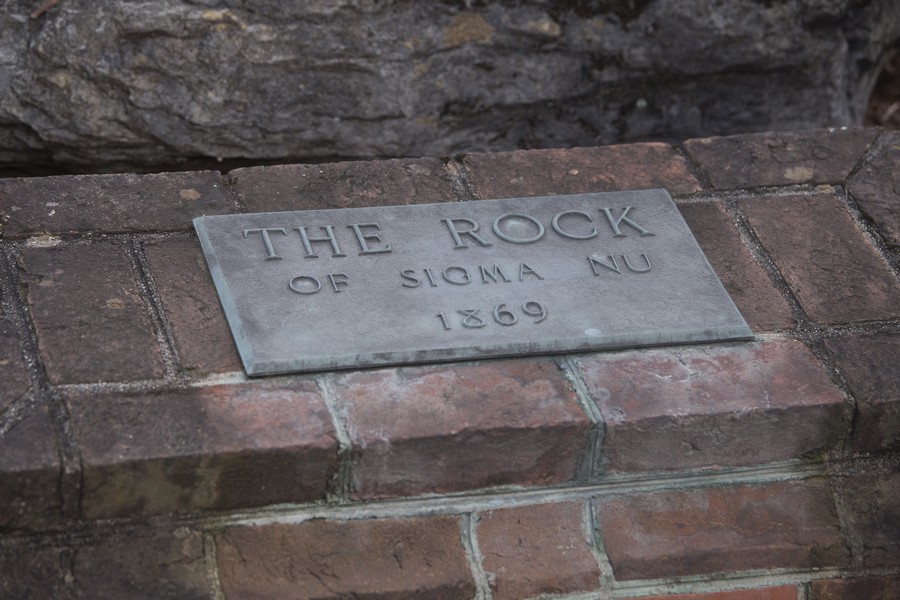 THE ROCK
OF SIGMA NU
1869